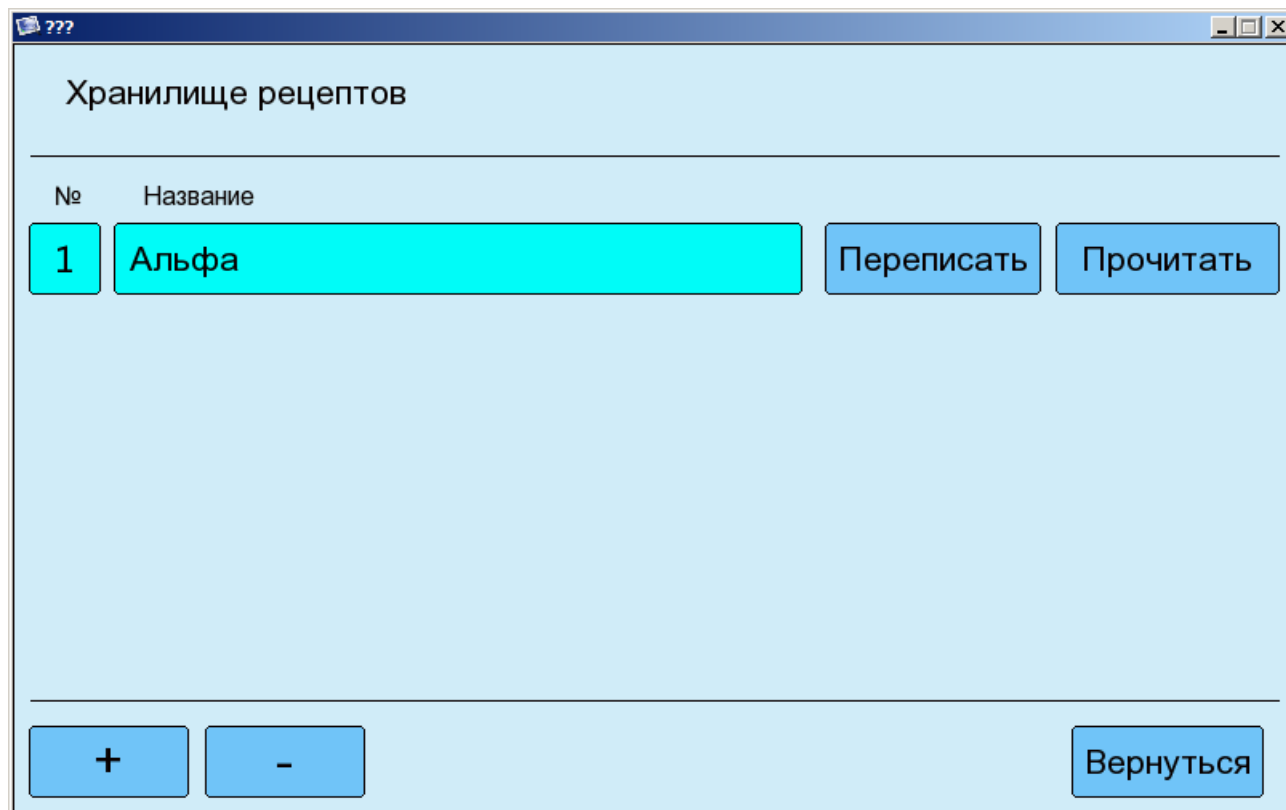 ???
Хранилище рецептов
№ Название
1 Альфа Переписать Прочитать
+ - Вернуться